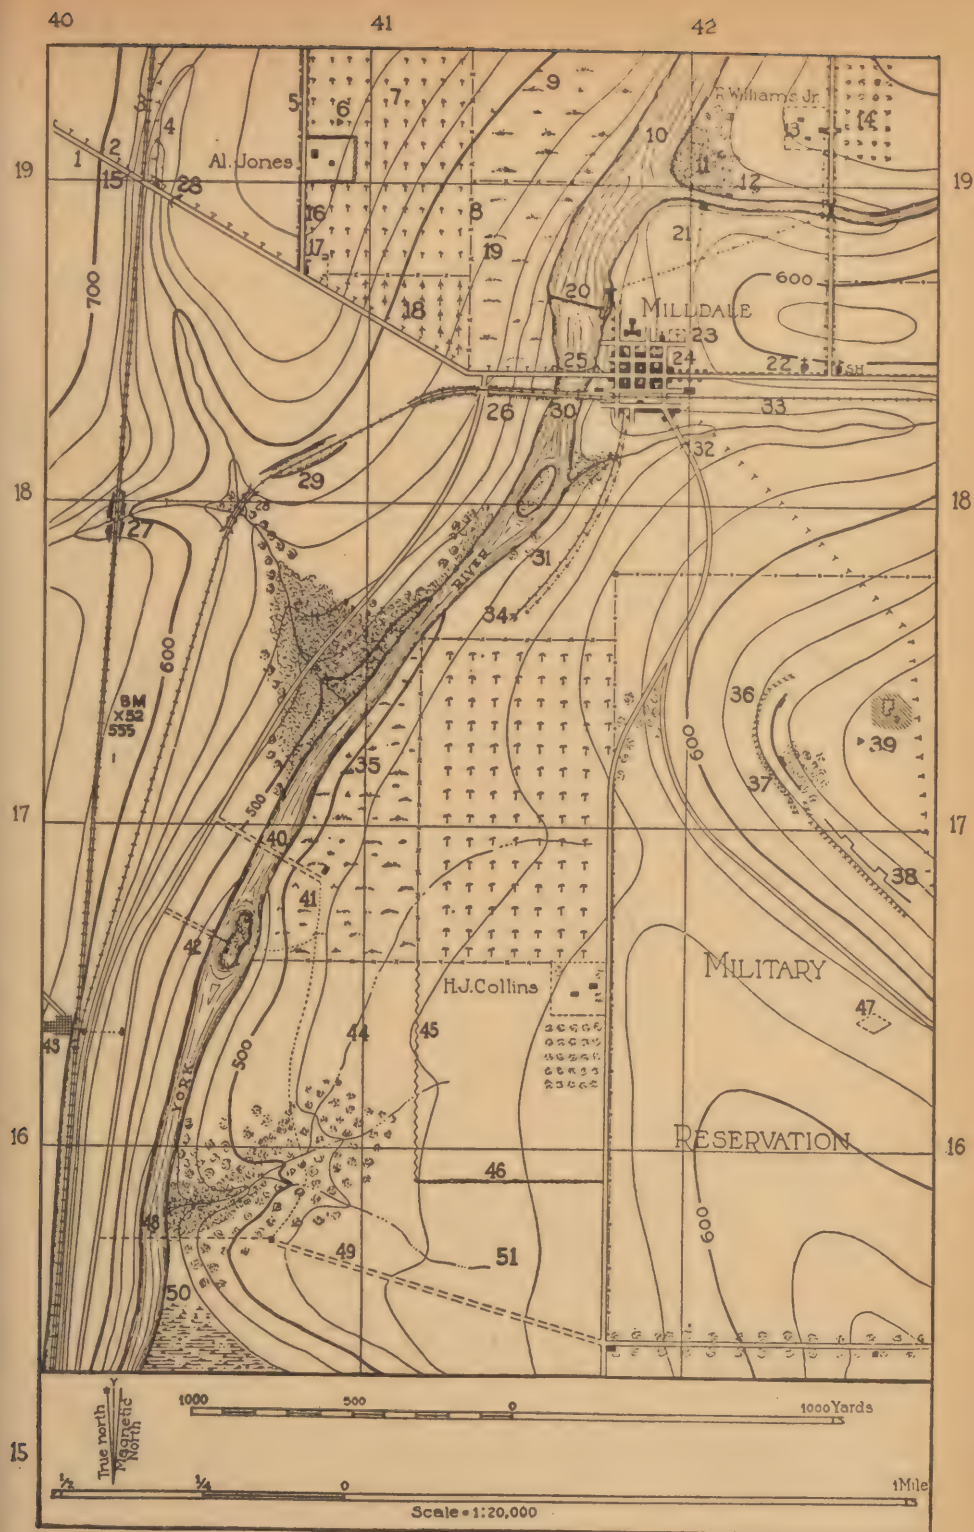 40 41 42
3 5 6 7 9
R. Williams Jr.
1 2 4 10 13 14
Al. Jones 11
19 19
15 28 12
16 8
17 19 21
700 600
20
18 MILLDALE
23
25 24 22 SH
26 30 33
32
29
18 28 18
27
RIVER 31
34
600
BM
X52
555
36
600
39
35
37
17 500 17
40
38
41
42
MILITARY
H.J. Collins
47
43 44 45
500
YORK
16 RESERVATION 16
46
48 600
49 51
50
1000 500 0 1000 Yards
True north
Magnetic
North
15
1/2 1/4 0 1 Mile
Scale = 1:20,000